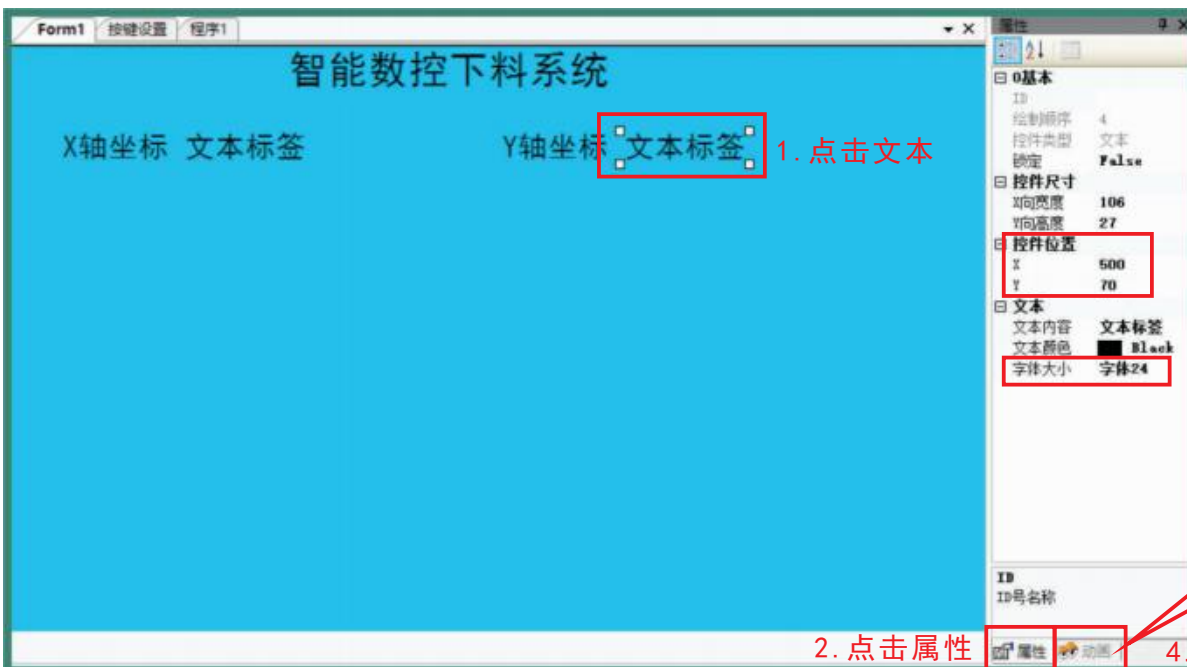 Form1 按键设置 程序1
智能数控下料系统
X轴坐标 文本标签 Y轴坐标 文本标签
1.点击文本
2.点击属性
属性
0基本
ID
绘制顺序 4
控件类型 文本
锁定 False
控件尺寸
X向宽度 106
Y向高度 27
控件位置
X 500
Y 70
文本
文本内容 文本标签
文本颜色 Black
字体大小 字体24
ID
ID号名称
属性 动画
4.